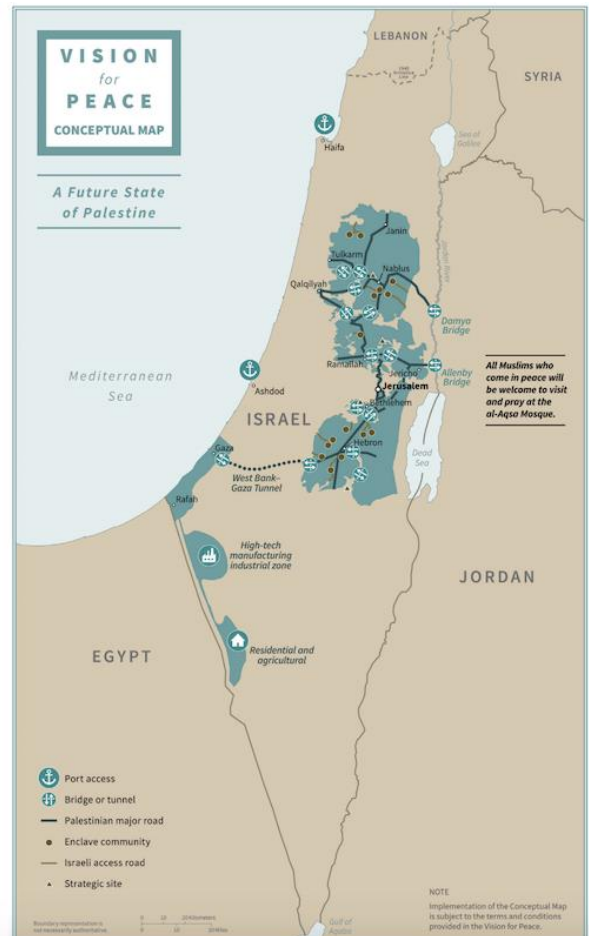 VISION
for
PEACE
CONCEPTUAL MAP
A Future State
of Palestine
LEBANON
SYRIA
Haifa
Sea of
Galilee
Jordan River
Janin
Tulkarm
Nablus
Qalqilyah
Damya
Bridge
Ramallah
Jericho
Allenby
Bridge
Jerusalem
All Muslims who
come in peace will
be welcome to visit
and pray at the
al-Aqsa Mosque.
Mediterranean
Sea
Ashdod
ISRAEL
Bethlehem
Hebron
Dead
Sea
Gaza
West Bank–
Gaza Tunnel
Rafah
High-tech
manufacturing
industrial zone
JORDAN
EGYPT
Residential and
agricultural
Port access
Bridge or tunnel
Palestinian major road
Enclave community
Israeli access road
Strategic site
Boundary representation is
not necessarily authoritative.
NOTE
Implementation of the Conceptual Map
is subject to the terms and conditions
provided in the Vision for Peace.
Gulf of
Aqaba